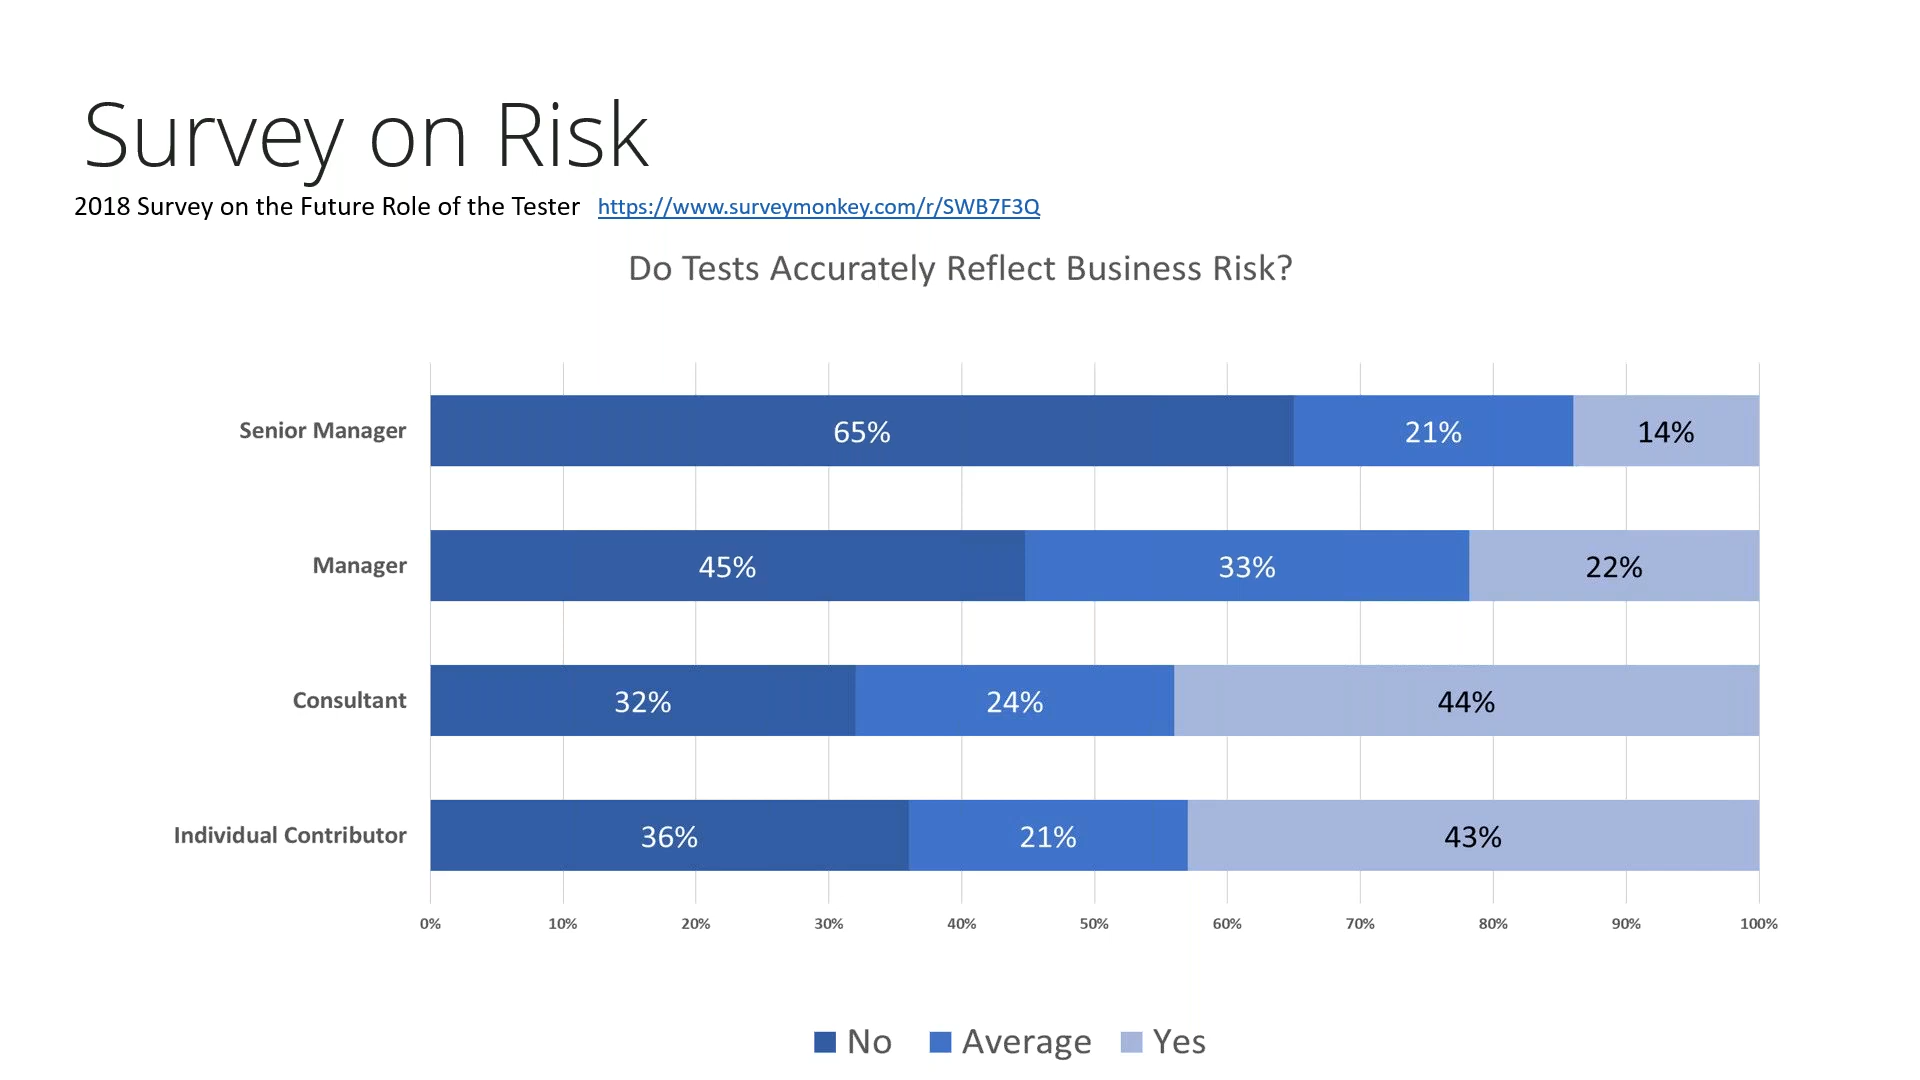 Survey on Risk
2018 Survey on the Future Role of the Tester https://www.surveymonkey.com/r/SWB7F3Q
Do Tests Accurately Reflect Business Risk?
Senior Manager 65% 21% 14%
Manager 45% 33% 22%
Consultant 32% 24% 44%
Individual Contributor 36% 21% 43%
0% 10% 20% 30% 40% 50% 60% 70% 80% 90% 100%
No Average Yes